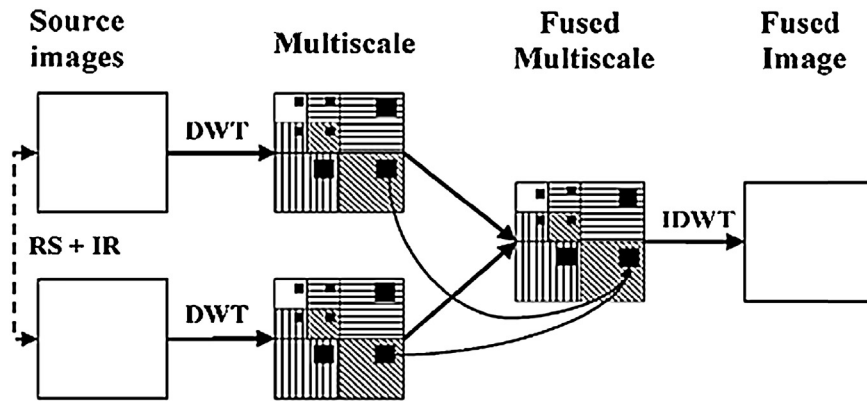 Source
images
Multiscale
Fused
Multiscale
Fused
Image
DWT
IDWT
RS + IR
DWT